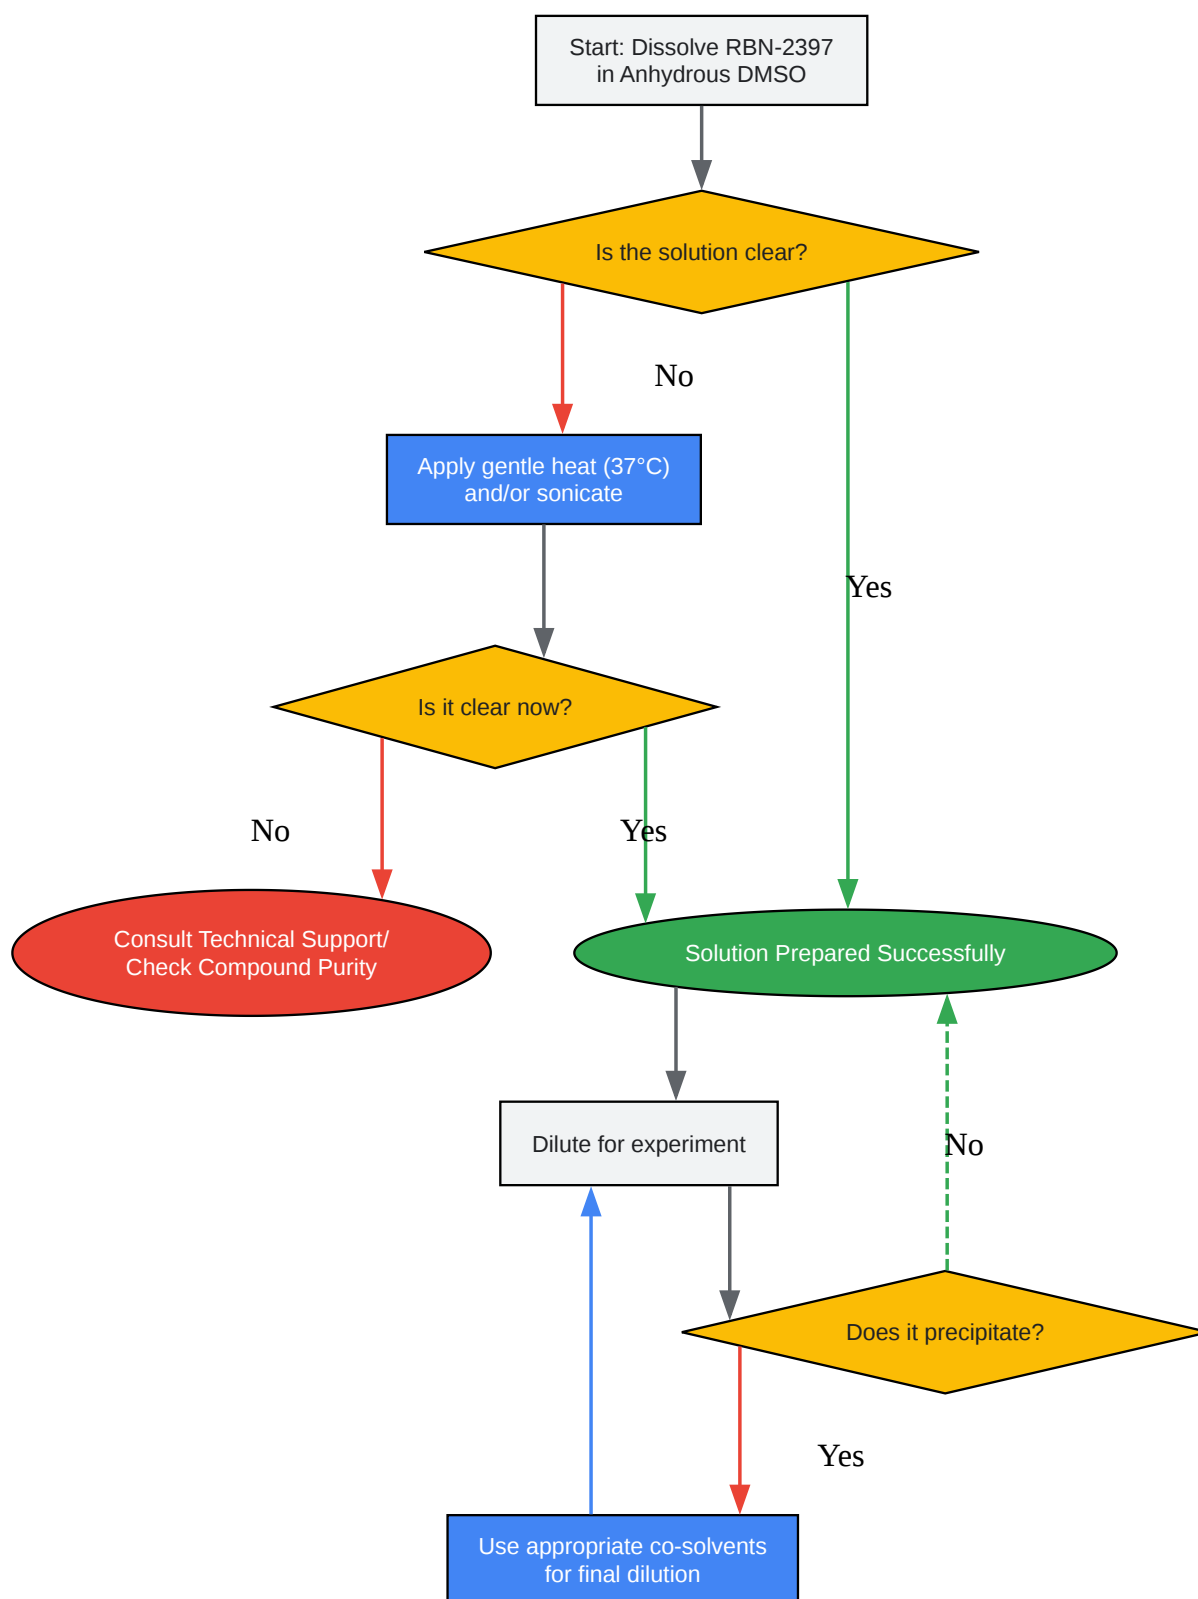 Start: Dissolve RBN-2397
in Anhydrous DMSO
Is the solution clear?
No
Apply gentle heat (37°C)
and/or sonicate
Yes
Is it clear now?
No
Yes
Consult Technical Support/
Check Compound Purity
Solution Prepared Successfully
Dilute for experiment
No
Does it precipitate?
Yes
Use appropriate co-solvents
for final dilution